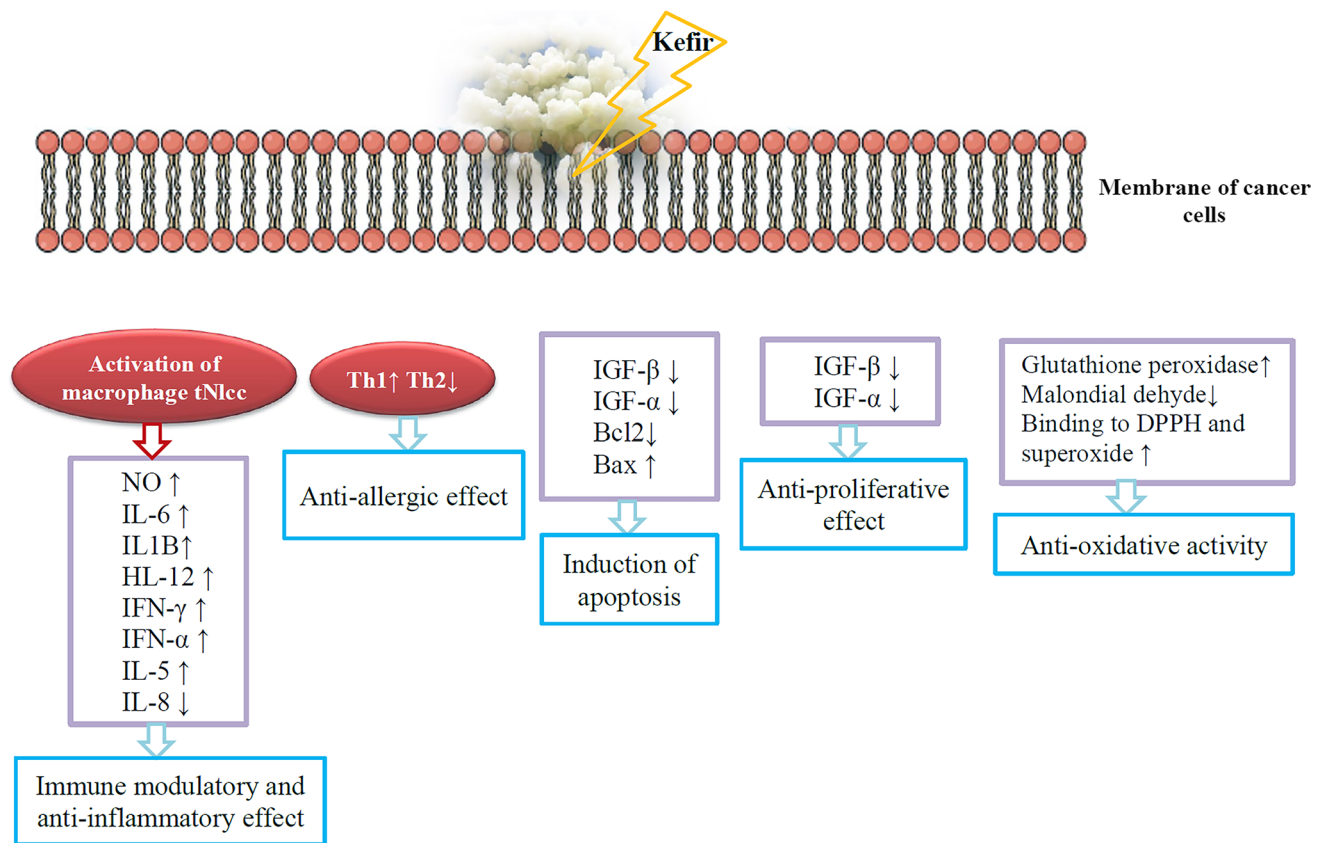 Kefir
Membrane of cancer
cells
Activation of
macrophage tNlcc
NO ↑
IL-6 ↑
IL1B↑
HL-12 ↑
IFN-γ ↑
IFN-α ↑
IL-5 ↑
IL-8 ↓
Immune modulatory and
anti-inflammatory effect
Th1↑ Th2↓
Anti-allergic effect
IGF-β ↓
IGF-α ↓
Bcl2↓
Bax ↑
Induction of
apoptosis
IGF-β ↓
IGF-α ↓
Anti-proliferative
effect
Glutathione peroxidase↑
Malondial dehyde↓
Binding to DPPH and
superoxide ↑
Anti-oxidative activity